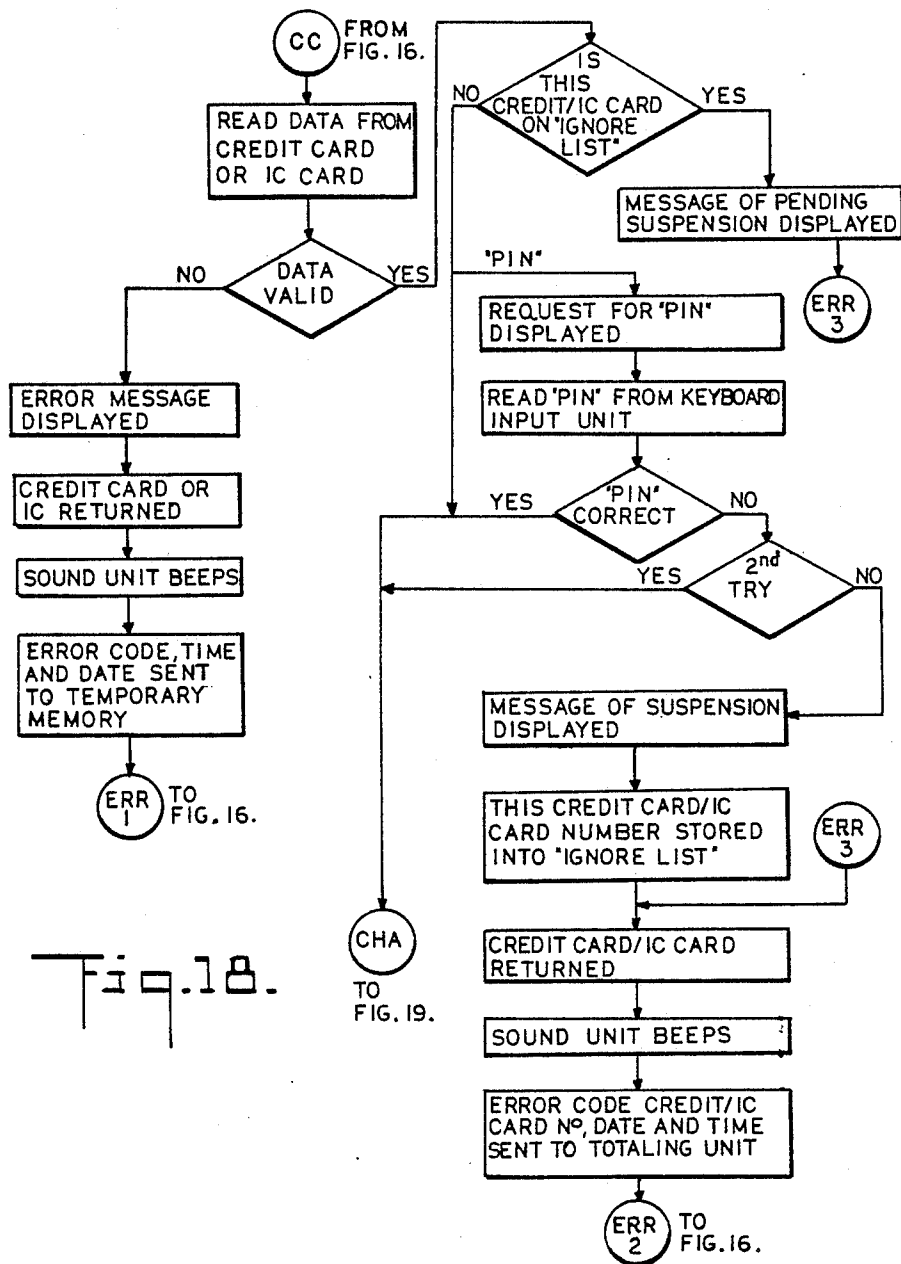 CC
FROM
FIG. 16.
READ DATA FROM
CREDIT CARD
OR IC CARD
DATA
VALID
NO
YES
ERROR MESSAGE
DISPLAYED
CREDIT CARD OR
IC RETURNED
SOUND UNIT BEEPS
ERROR CODE, TIME
AND DATE SENT
TO TEMPORARY
MEMORY
ERR
1
TO
FIG. 16.
IS
THIS
CREDIT/IC CARD
ON "IGNORE
LIST"
NO
YES
MESSAGE OF PENDING
SUSPENSION DISPLAYED
ERR
3
"PIN"
REQUEST FOR "PIN"
DISPLAYED
READ "PIN" FROM KEYBOARD
INPUT UNIT
"PIN"
CORRECT
YES
NO
2nd
TRY
YES
NO
MESSAGE OF SUSPENSION
DISPLAYED
THIS CREDIT CARD/IC
CARD NUMBER STORED
INTO "IGNORE LIST"
ERR
3
CREDIT CARD/IC CARD
RETURNED
SOUND UNIT BEEPS
ERROR CODE CREDIT/IC
CARD Nº, DATE AND TIME
SENT TO TOTALING UNIT
ERR
2
TO
FIG. 16.
CHA
TO
FIG. 19.
Fig.18.